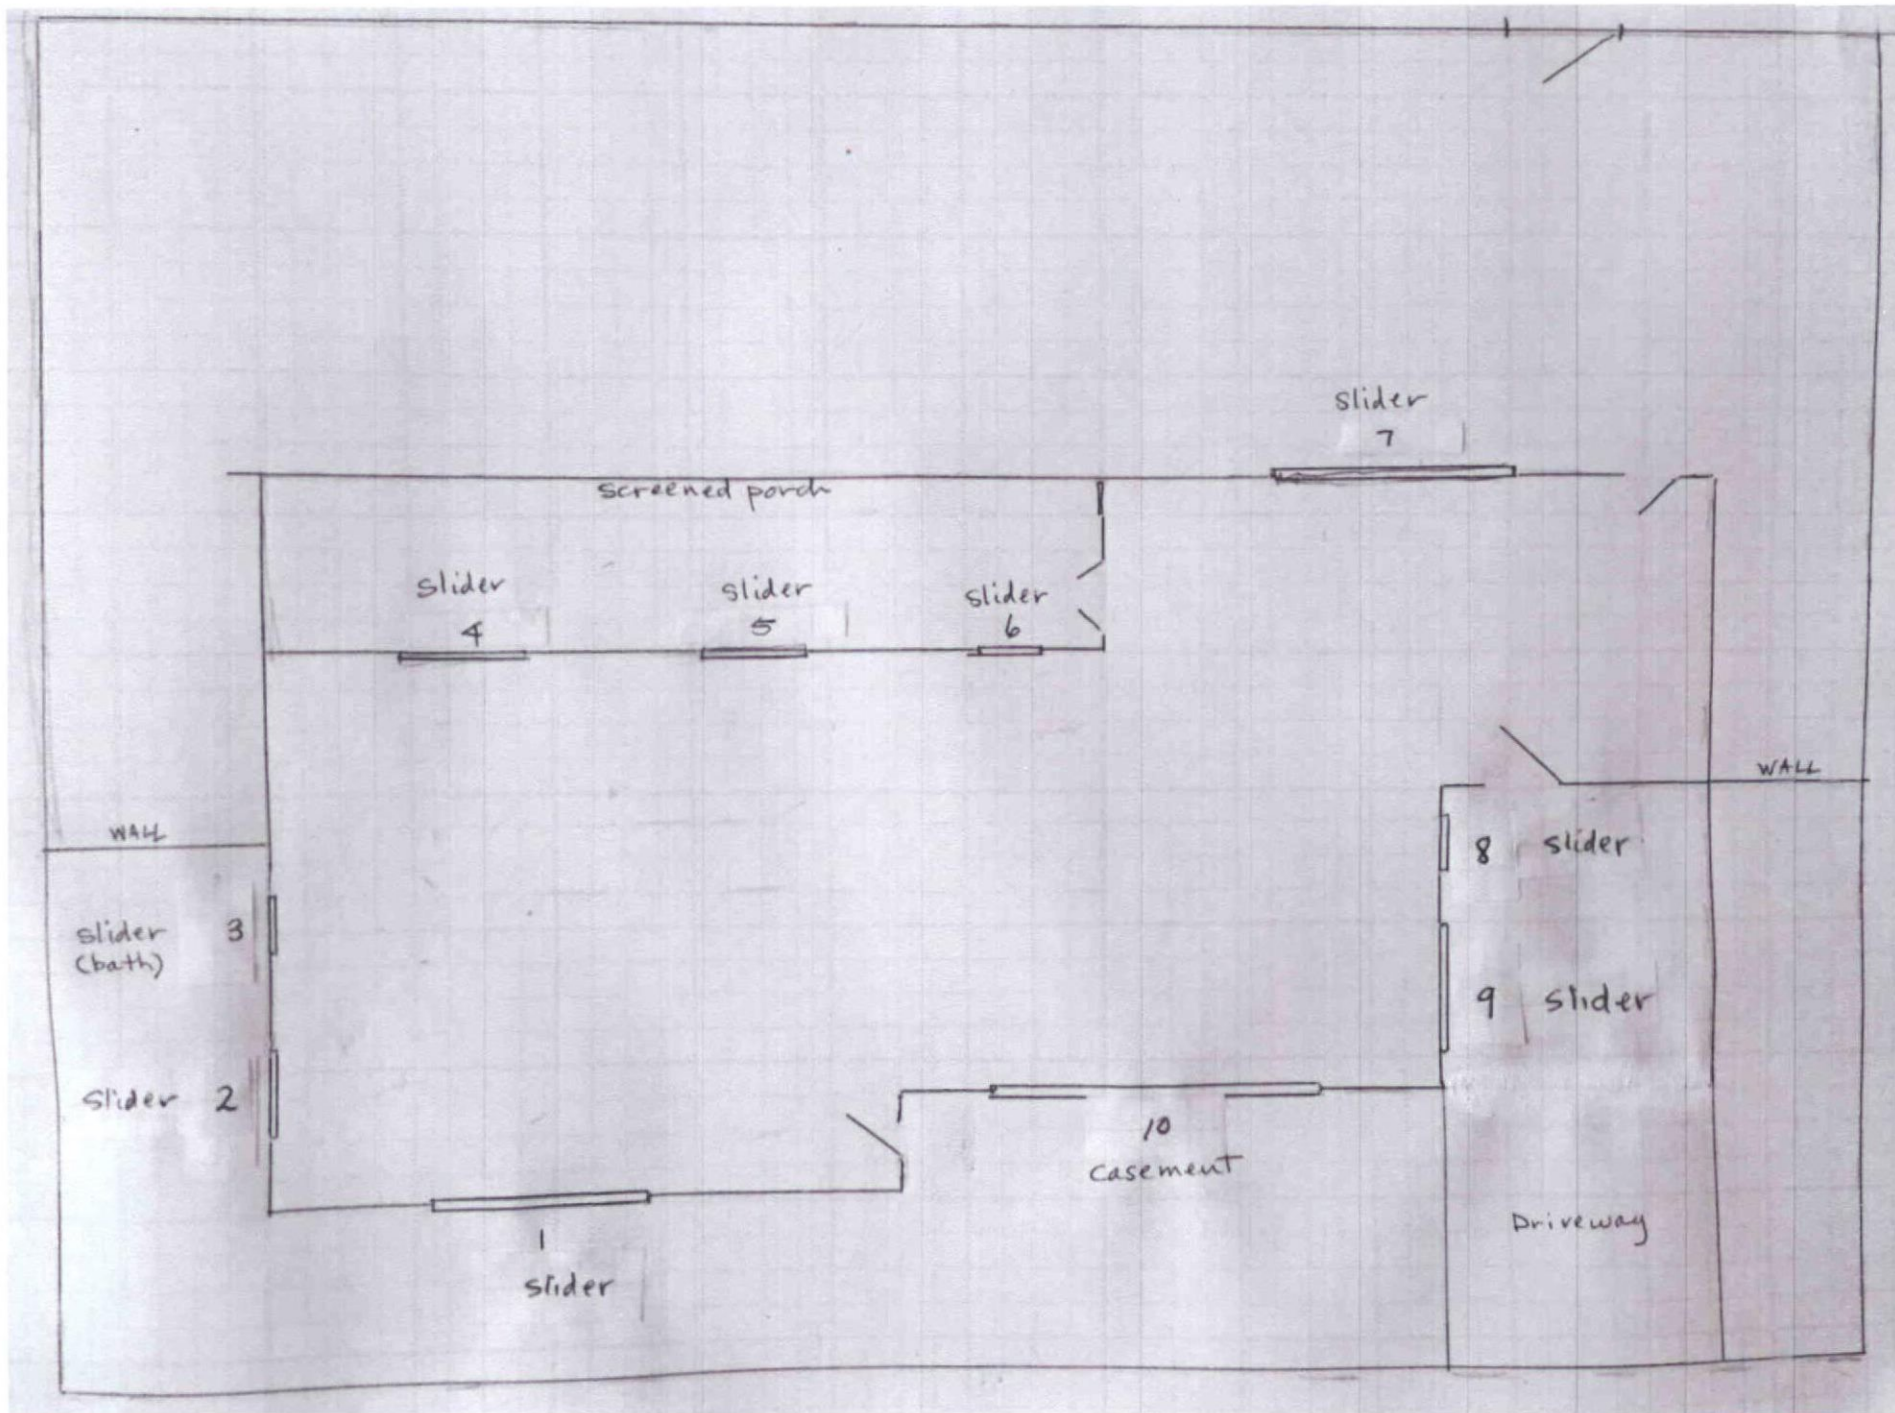 slider
7
screened porch
slider
4
slider
5
slider
6
WALL
WALL
8 slider
slider 3
(bath)
9 slider
slider 2
10
casement
Driveway
1
slider